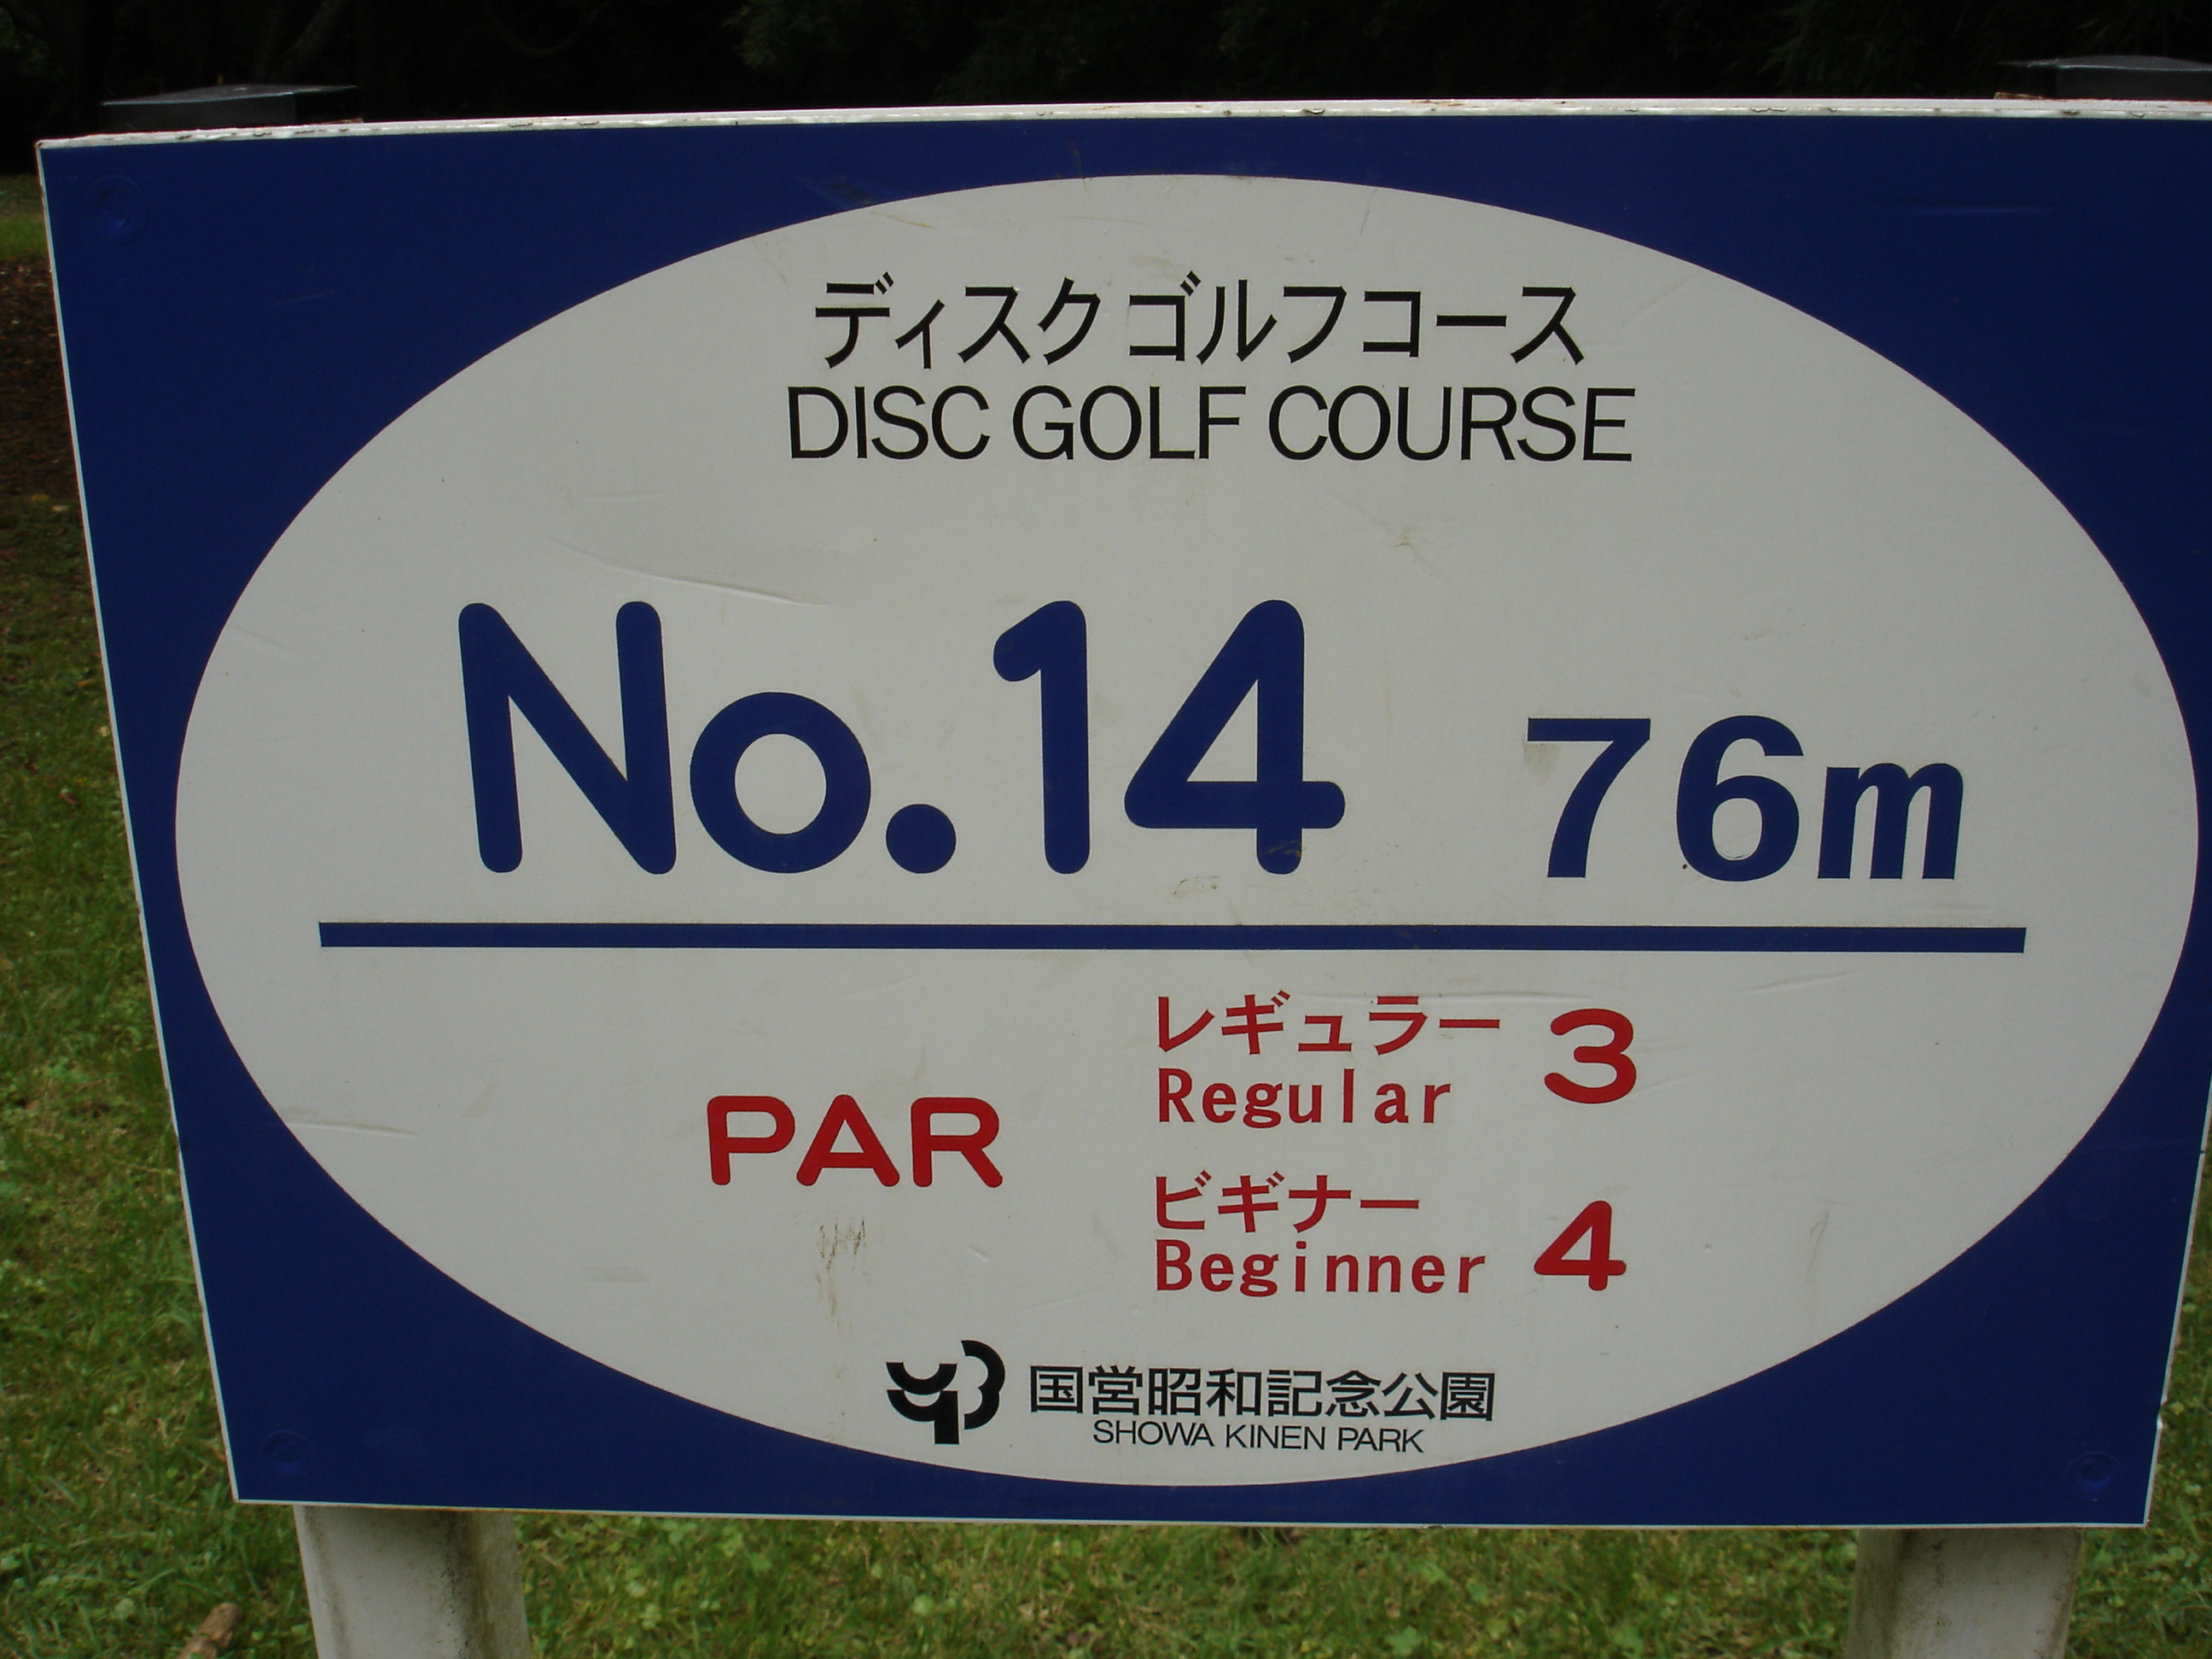 ディスクゴルフコース
DISC GOLF COURSE
No.14 76m
PAR
レギュラー 3
Regular
ビギナー 4
Beginner
国営昭和記念公園
SHOWA KINEN PARK